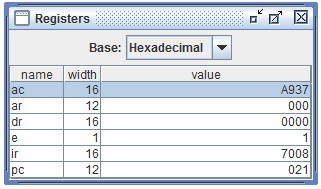 Registers
Base: Hexadecimal
name width value
ac 16 A937
ar 12 000
dr 16 0000
e 1 1
ir 16 7008
pc 12 021